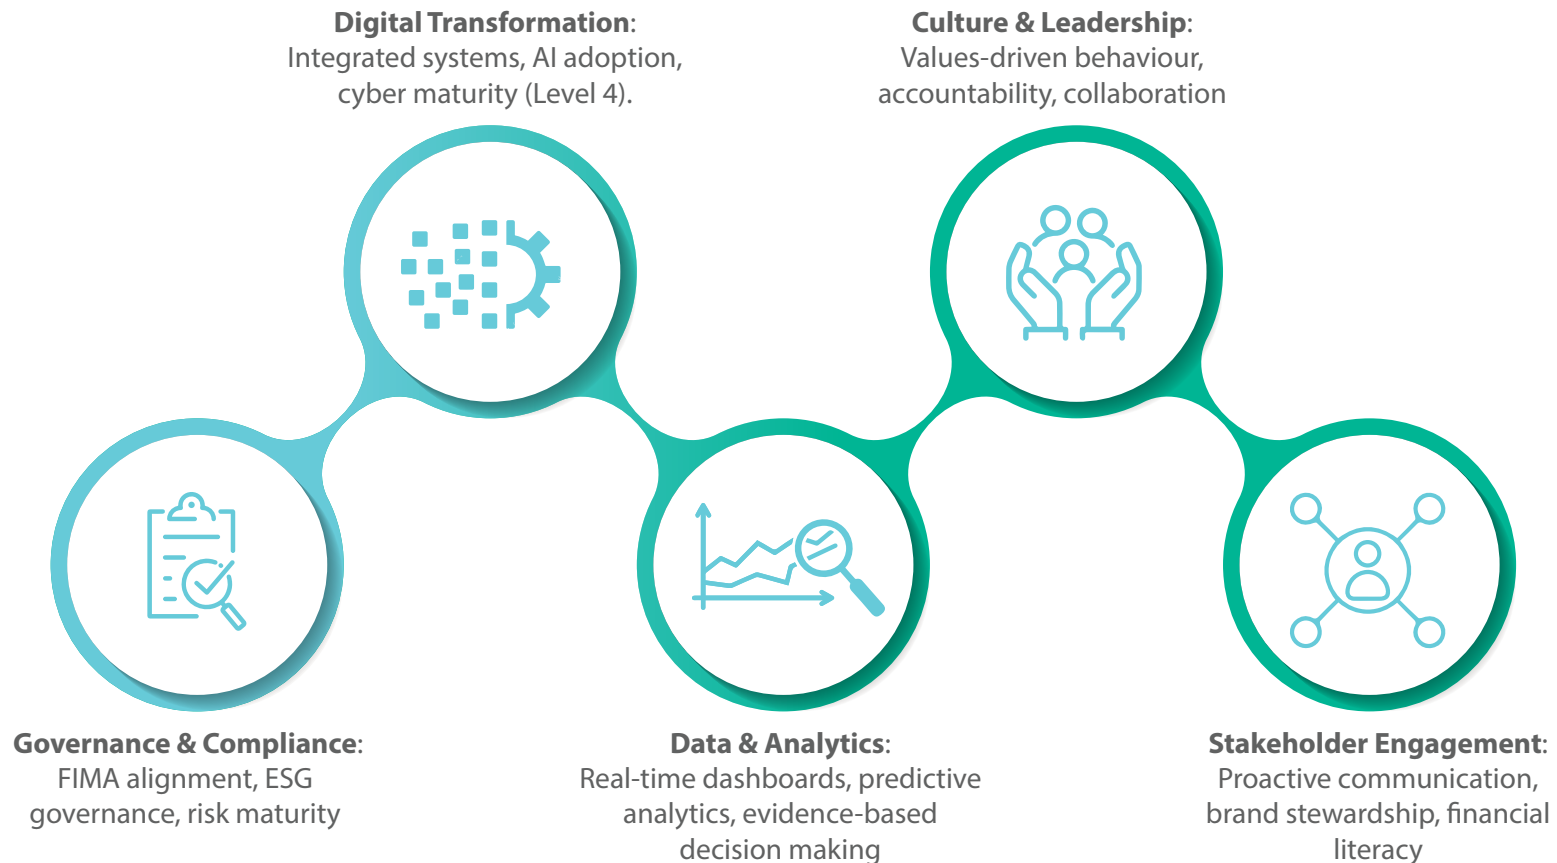 Digital Transformation:
Integrated systems, AI adoption,
cyber maturity (Level 4).
Culture & Leadership:
Values-driven behaviour,
accountability, collaboration
Governance & Compliance:
FIMA alignment, ESG
governance, risk maturity
Data & Analytics:
Real-time dashboards, predictive
analytics, evidence-based
decision making
Stakeholder Engagement:
Proactive communication,
brand stewardship, financial
literacy